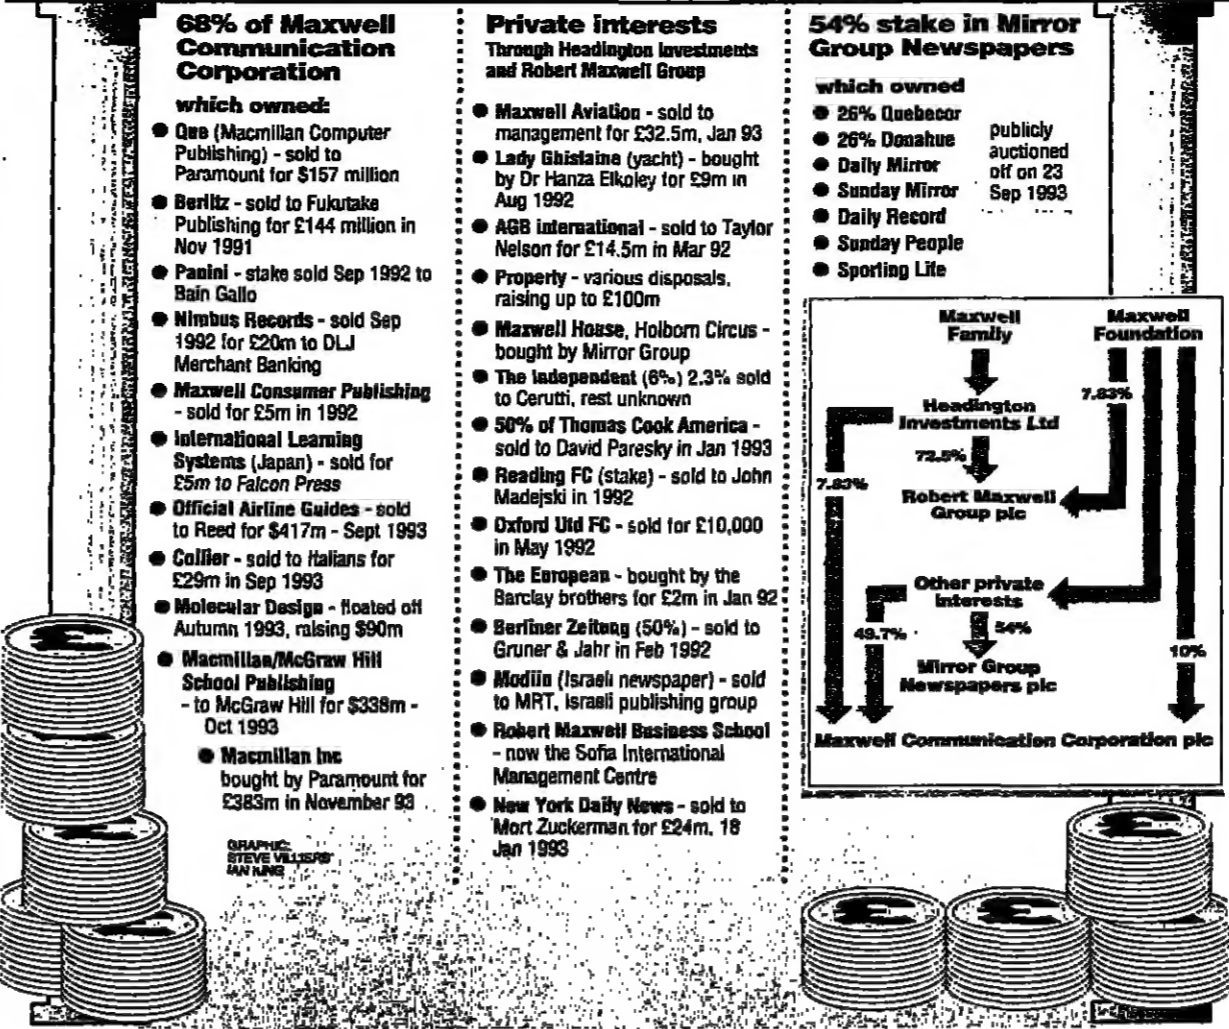 68% of Maxwell
Communication
Corporation
which owned:
● Que (Macmillan Computer
Publishing) - sold to
Paramount for $157 million
● Berlitz - sold to Fukutake
Publishing for £144 million in
Nov 1991
● Panini - stake sold Sep 1992 to
Bain Gallo
● Nimbus Records - sold Sep
1992 for £20m to DLJ
Merchant Banking
● Maxwell Consumer Publishing
- sold for £5m in 1992
● International Learning
Systems (Japan) - sold for
£5m to Falcon Press
● Official Airline Guides - sold
to Reed for $417m - Sept 1993
● Collier - sold to Italians for
£29m in Sep 1993
● Molecular Design - floated off
Autumn 1993, raising $90m
● Macmillan/McGraw Hill
School Publishing
- to McGraw Hill for $338m -
Oct 1993
● Macmillan Inc
bought by Paramount for
£383m in November 93
GRAPHIC:
STEVE VILLIERS
IAN KING
Private interests
Through Headington Investments
and Robert Maxwell Group
● Maxwell Aviation - sold to
management for £32.5m, Jan 93
● Lady Ghislaine (yacht) - bought
by Dr Hanza Elkoley for £9m in
Aug 1992
● AGB international - sold to Taylor
Nelson for £14.5m in Mar 92
● Property - various disposals,
raising up to £100m
● Maxwell House, Holborn Circus -
bought by Mirror Group
● The Independent (6%) 2.3% sold
to Cerutti, rest unknown
● 50% of Thomas Cook America -
sold to David Paresky in Jan 1993
● Reading FC (stake) - sold to John
Madejski in 1992
● Oxford Utd FC - sold for £10,000
in May 1992
● The European - bought by the
Barclay brothers for £2m in Jan 92
● Berliner Zeitung (50%) - sold to
Gruner & Jahr in Feb 1992
● Modiin (Israeli newspaper) - sold
to MRT, Israeli publishing group
● Robert Maxwell Business School
- now the Sofia International
Management Centre
● New York Daily News - sold to
Mort Zuckerman for £24m, 18
Jan 1993
54% stake in Mirror
Group Newspapers
which owned
● 26% Quebecor
● 26% Donahue
● Daily Mirror
● Sunday Mirror
● Daily Record
● Sunday People
● Sporting Life
publicly
auctioned
off on 23
Sep 1993
Maxwell
Family
Maxwell
Foundation
7.83%
Headington
Investments Ltd
72.5%
7.83%
Robert Maxwell
Group plc
Other private
interests
49.7%
54%
10%
Mirror Group
Newspapers plc
Maxwell Communication Corporation plc
£
£
£
£
£